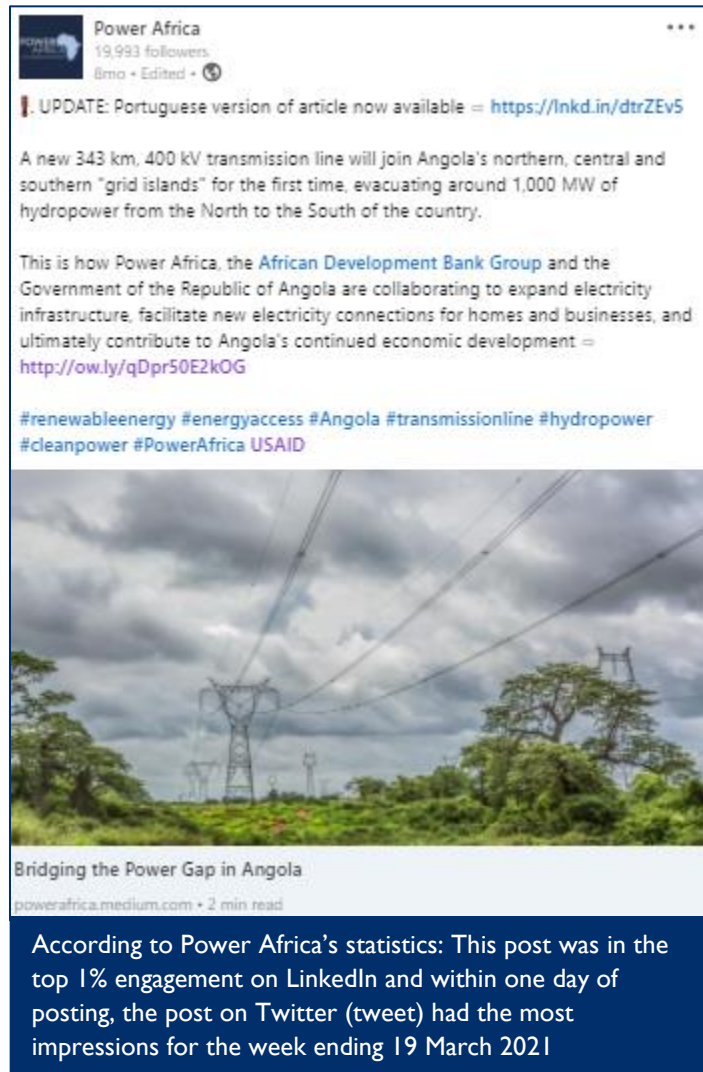 POWER AFRICA
Power Africa
19,993 followers
8mo • Edited •
❗. UPDATE: Portuguese version of article now available = https://lnkd.in/dtrZEv5
A new 343 km, 400 kV transmission line will join Angola's northern, central and
southern "grid islands" for the first time, evacuating around 1,000 MW of
hydropower from the North to the South of the country.
This is how Power Africa, the African Development Bank Group and the
Government of the Republic of Angola are collaborating to expand electricity
infrastructure, facilitate new electricity connections for homes and businesses, and
ultimately contribute to Angola's continued economic development =
http://ow.ly/qDpr50E2kOG
#renewableenergy #energyaccess #Angola #transmissionline #hydropower
#cleanpower #PowerAfrica USAID
Bridging the Power Gap in Angola
powerafrica.medium.com • 2 min read
According to Power Africa's statistics: This post was in the
top 1% engagement on LinkedIn and within one day of
posting, the post on Twitter (tweet) had the most
impressions for the week ending 19 March 2021